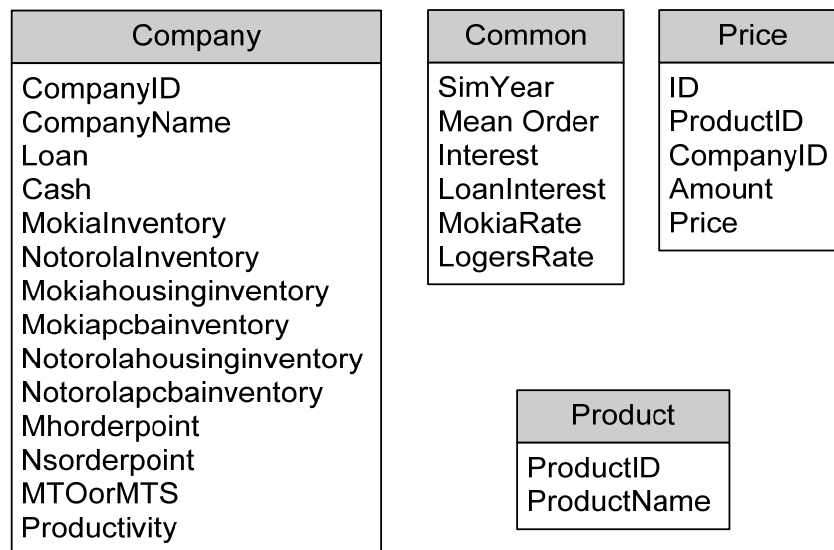 Company
CompanyID
CompanyName
Loan
Cash
MokiaInventory
NotorolaInventory
Mokiahousinginventory
Mokiapcbainventory
Notorolahousinginventory
Notorolapcbainventory
Mhorderpoint
Nsorderpoint
MTOorMTS
Productivity
Common
SimYear
Mean Order
Interest
LoanInterest
MokiaRate
LogersRate
Price
ID
ProductID
CompanyID
Amount
Price
Product
ProductID
ProductName